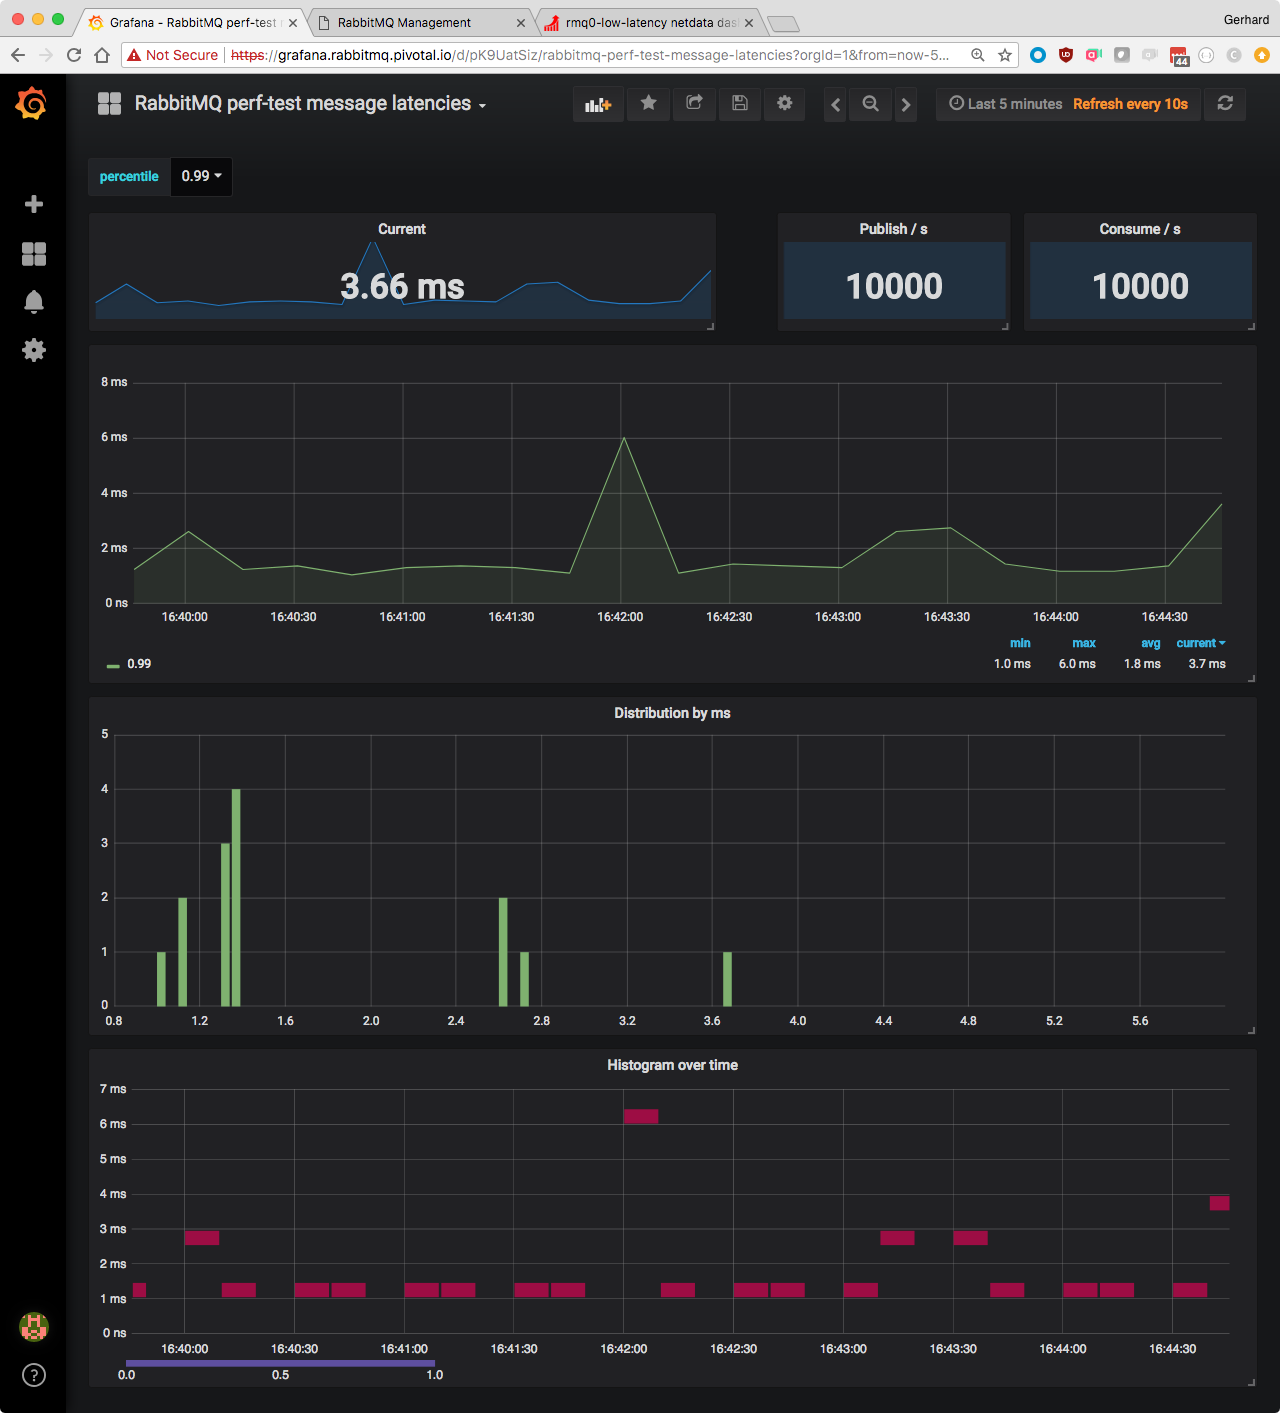 Grafana - RabbitMQ perf-test m
RabbitMQ Management
rmq0-low-latency netdata das
Gerhard
Not Secure https://grafana.rabbitmq.pivotal.io/d/pK9UatSiz/rabbitmq-perf-test-message-latencies?orgId=1&from=now-5...
44
RabbitMQ perf-test message latencies
Last 5 minutes Refresh every 10s
percentile 0.99
Current
3.66 ms
Publish / s
10000
Consume / s
10000
8 ms
6 ms
4 ms
2 ms
0 ns
16:40:00 16:40:30 16:41:00 16:41:30 16:42:00 16:42:30 16:43:00 16:43:30 16:44:00 16:44:30
min max avg current
0.99 1.0 ms 6.0 ms 1.8 ms 3.7 ms
Distribution by ms
5
4
3
2
1
0
0.8 1.2 1.6 2.0 2.4 2.8 3.2 3.6 4.0 4.4 4.8 5.2 5.6
Histogram over time
7 ms
6 ms
5 ms
4 ms
3 ms
2 ms
1 ms
0 ns
16:40:00 16:40:30 16:41:00 16:41:30 16:42:00 16:42:30 16:43:00 16:43:30 16:44:00 16:44:30
0.0 0.5 1.0